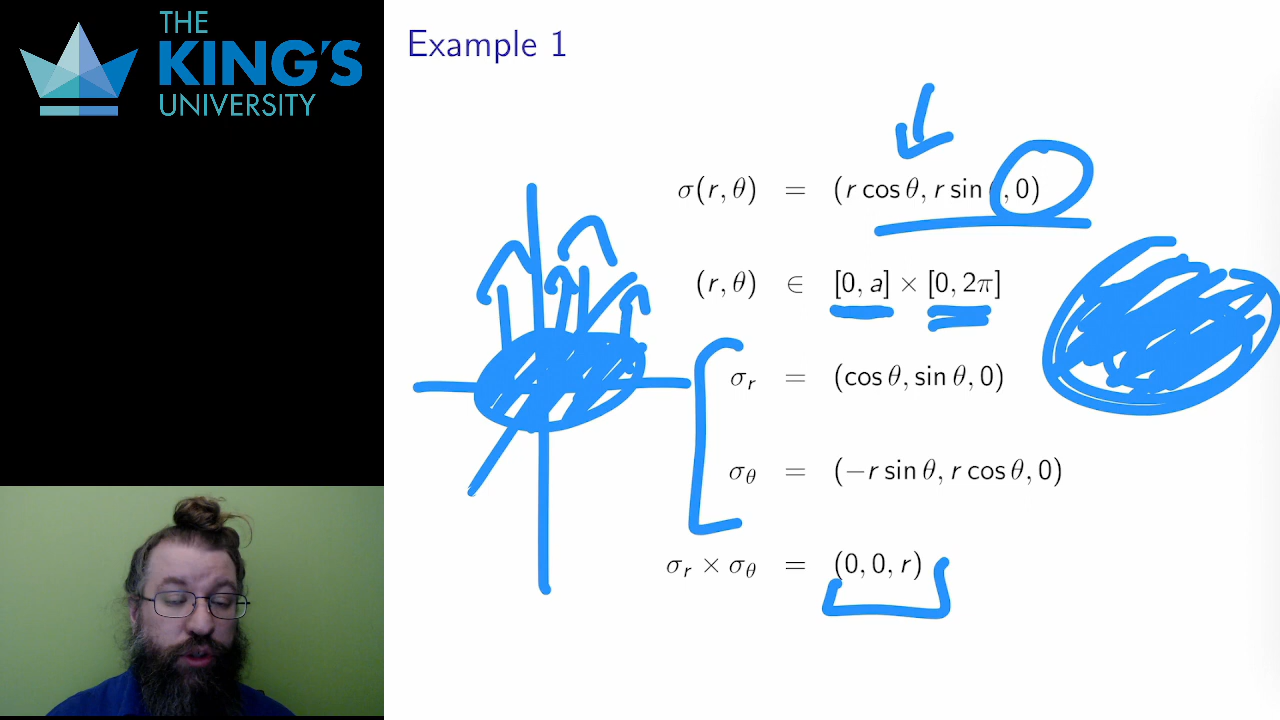 THE
KING'S
UNIVERSITY
Example 1
σ(r, θ) = (r cos θ, r sin , 0)
(r, θ) ∈ [0, a] × [0, 2π]
σ_r = (cos θ, sin θ, 0)
σ_θ = (−r sin θ, r cos θ, 0)
σ_r × σ_θ = (0, 0, r)